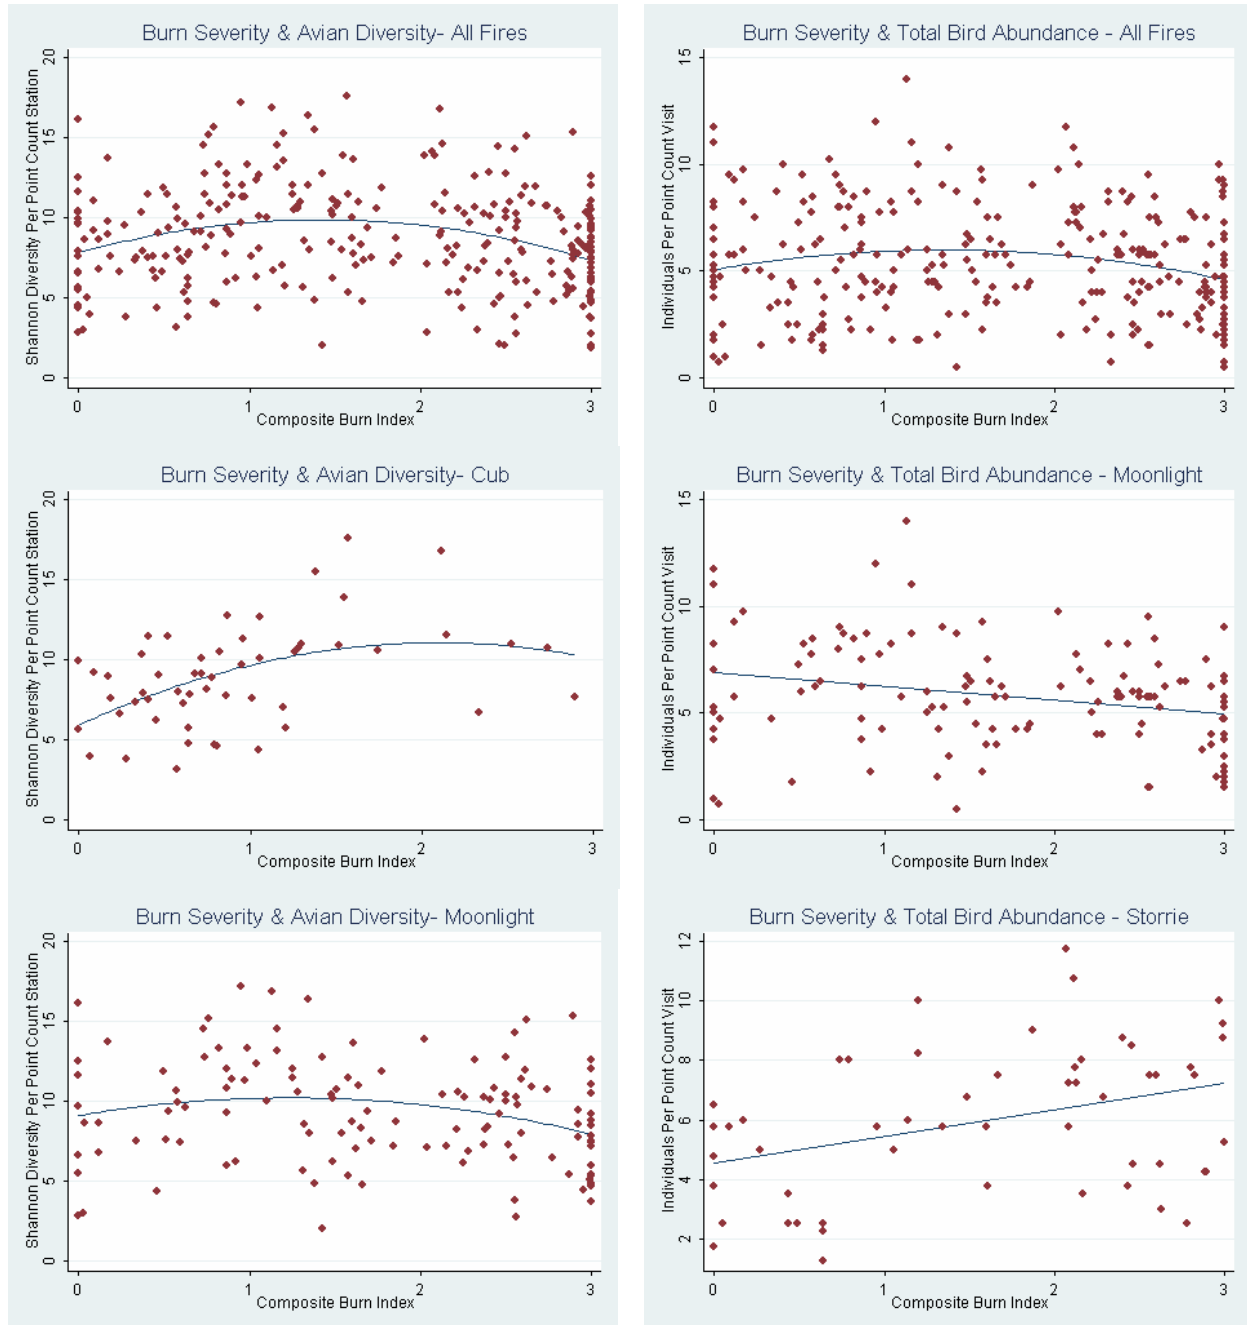 Burn Severity & Avian Diversity- All Fires
Shannon Diversity Per Point Count Station
20
15
10
5
0
0 1 2 3
Composite Burn Index
Burn Severity & Total Bird Abundance - All Fires
Individuals Per Point Count Visit
15
10
5
0
0 1 2 3
Composite Burn Index
Burn Severity & Avian Diversity- Cub
Shannon Diversity Per Point Count Station
20
15
10
5
0
0 1 2 3
Composite Burn Index
Burn Severity & Total Bird Abundance - Moonlight
Individuals Per Point Count Visit
15
10
5
0
0 1 2 3
Composite Burn Index
Burn Severity & Avian Diversity- Moonlight
Shannon Diversity Per Point Count Station
20
15
10
5
0
0 1 2 3
Composite Burn Index
Burn Severity & Total Bird Abundance - Storrie
Individuals Per Point Count Visit
12
10
8
6
4
2
0 1 2 3
Composite Burn Index